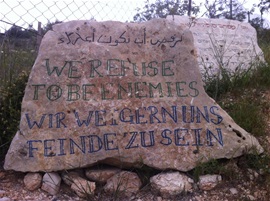 نرفض ان نكون اعداء
WE REFUSE
TO BE ENEMIES
WIR WEIGERN UNS
FEINDE ZU SEIN